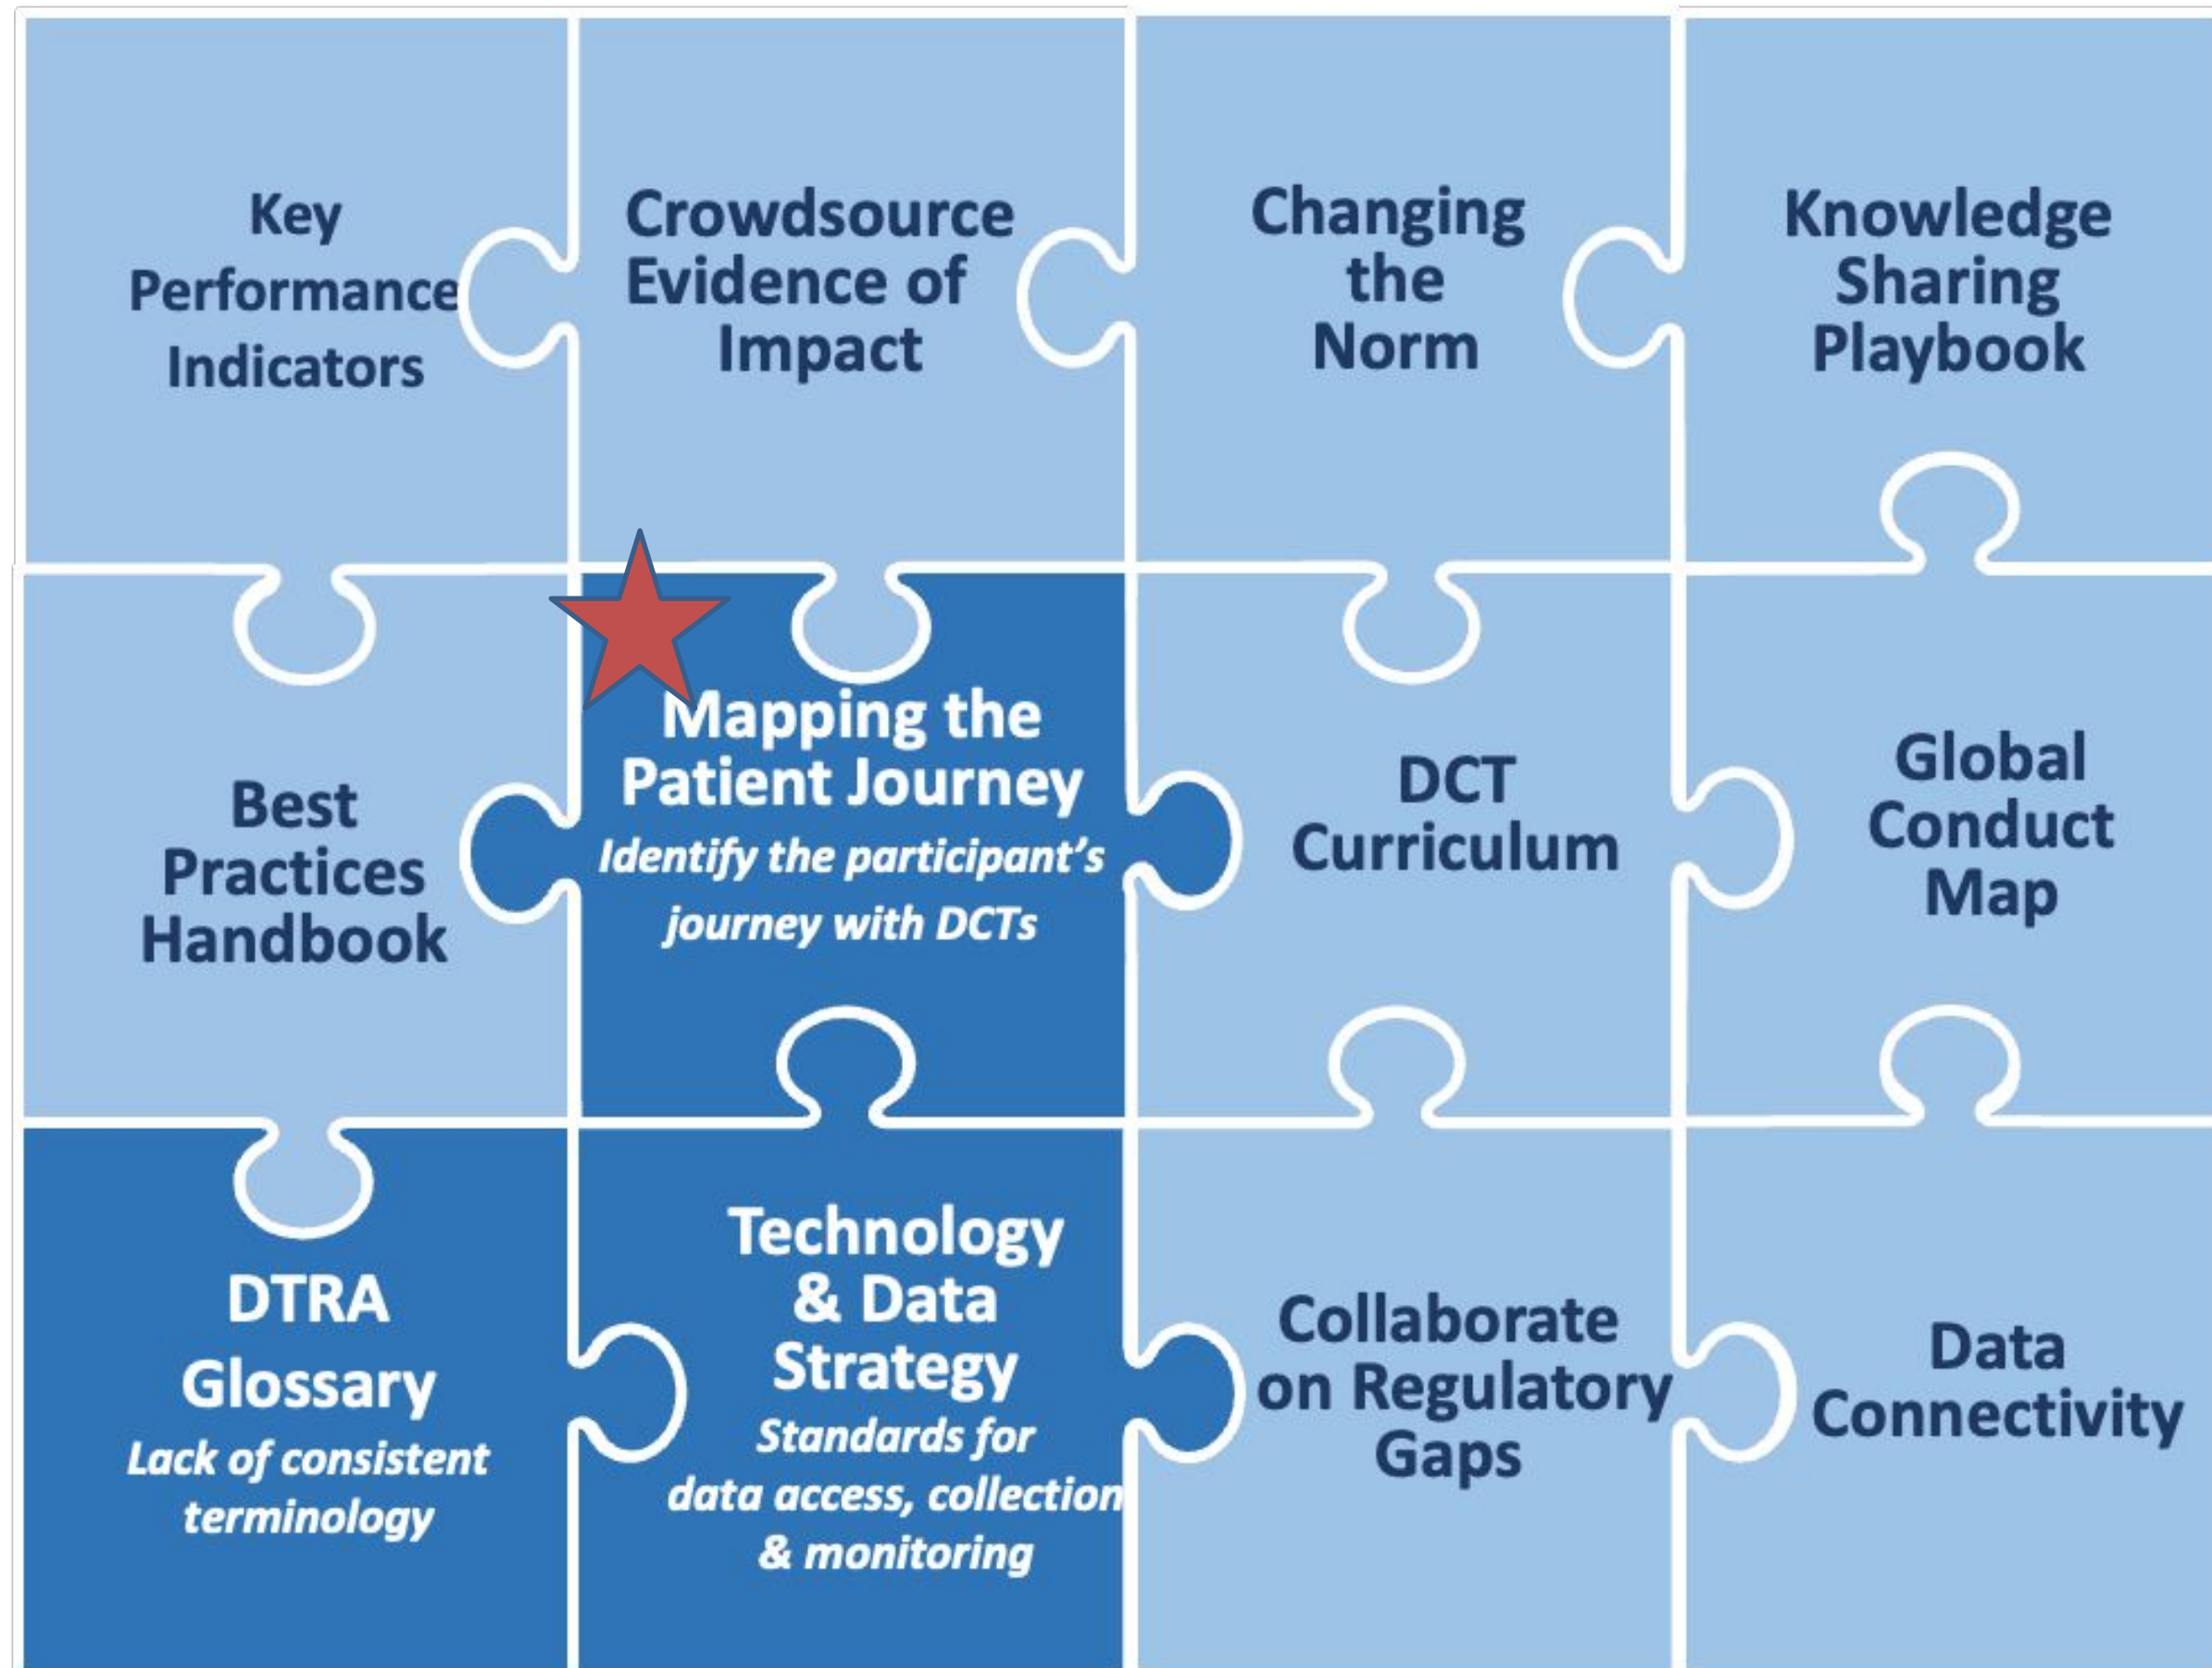 Key
Performance
Indicators
Crowdsource
Evidence of
Impact
Changing
the
Norm
Knowledge
Sharing
Playbook
Best
Practices
Handbook
Mapping the
Patient Journey
Identify the participant's
journey with DCTs
DCT
Curriculum
Global
Conduct
Map
DTRA
Glossary
Lack of consistent
terminology
Technology
& Data
Strategy
Standards for
data access, collection
& monitoring
Collaborate
on Regulatory
Gaps
Data
Connectivity